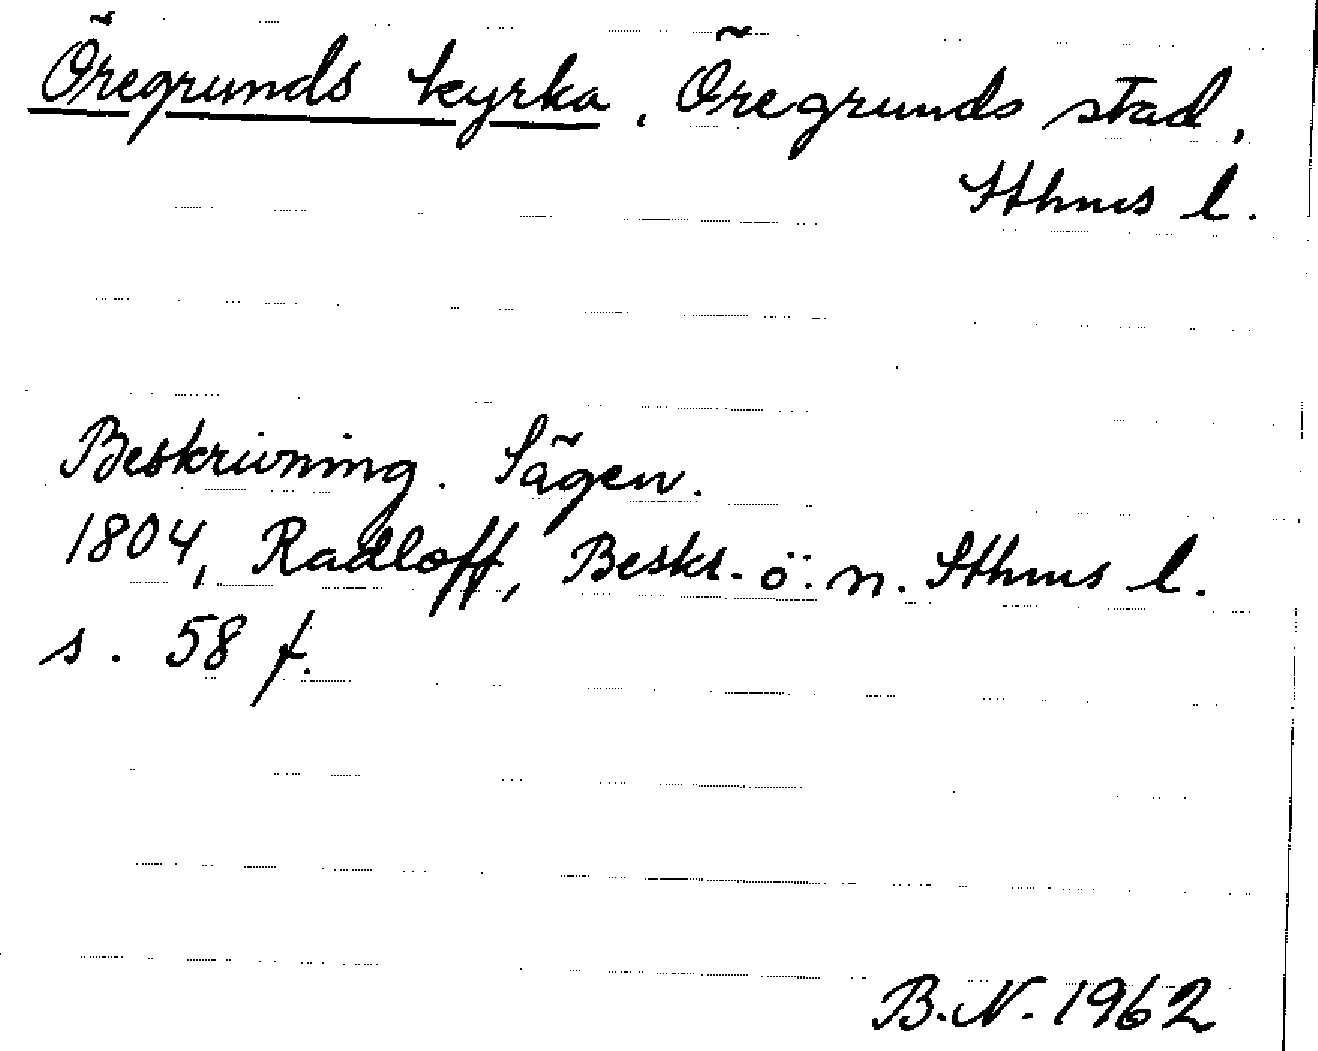 Öregrunds kyrka, Öregrunds stad,
Sthms l.
Beskrivning. Sägen.
1804, Radloff, Beskr. ö. n. Sthms l.
s. 58 f.
B.N. 1962